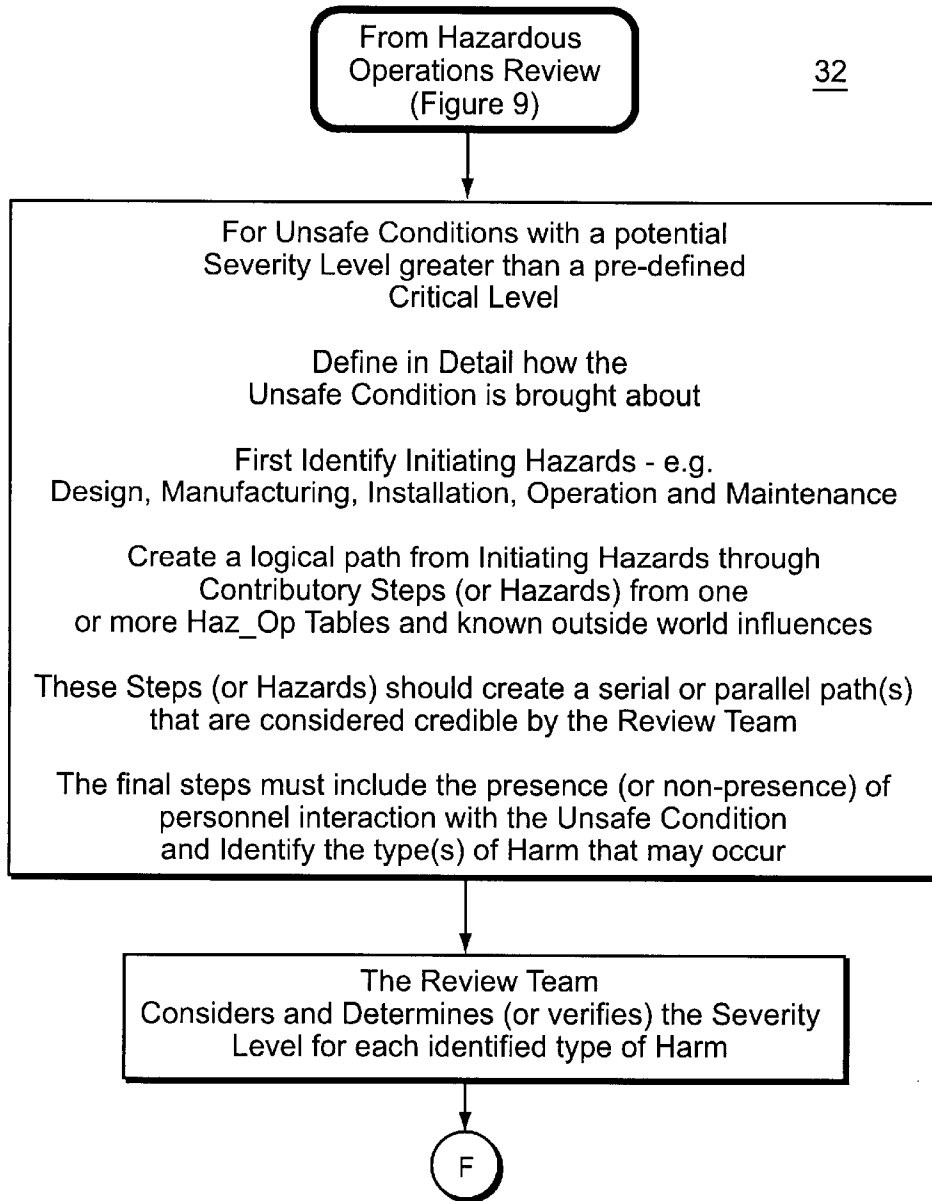 From Hazardous
Operations Review
(Figure 9)
32
For Unsafe Conditions with a potential
Severity Level greater than a pre-defined
Critical Level
Define in Detail how the
Unsafe Condition is brought about
First Identify Initiating Hazards - e.g.
Design, Manufacturing, Installation, Operation and Maintenance
Create a logical path from Initiating Hazards through
Contributory Steps (or Hazards) from one
or more Haz_Op Tables and known outside world influences
These Steps (or Hazards) should create a serial or parallel path(s)
that are considered credible by the Review Team
The final steps must include the presence (or non-presence) of
personnel interaction with the Unsafe Condition
and Identify the type(s) of Harm that may occur
The Review Team
Considers and Determines (or verifies) the Severity
Level for each identified type of Harm
F